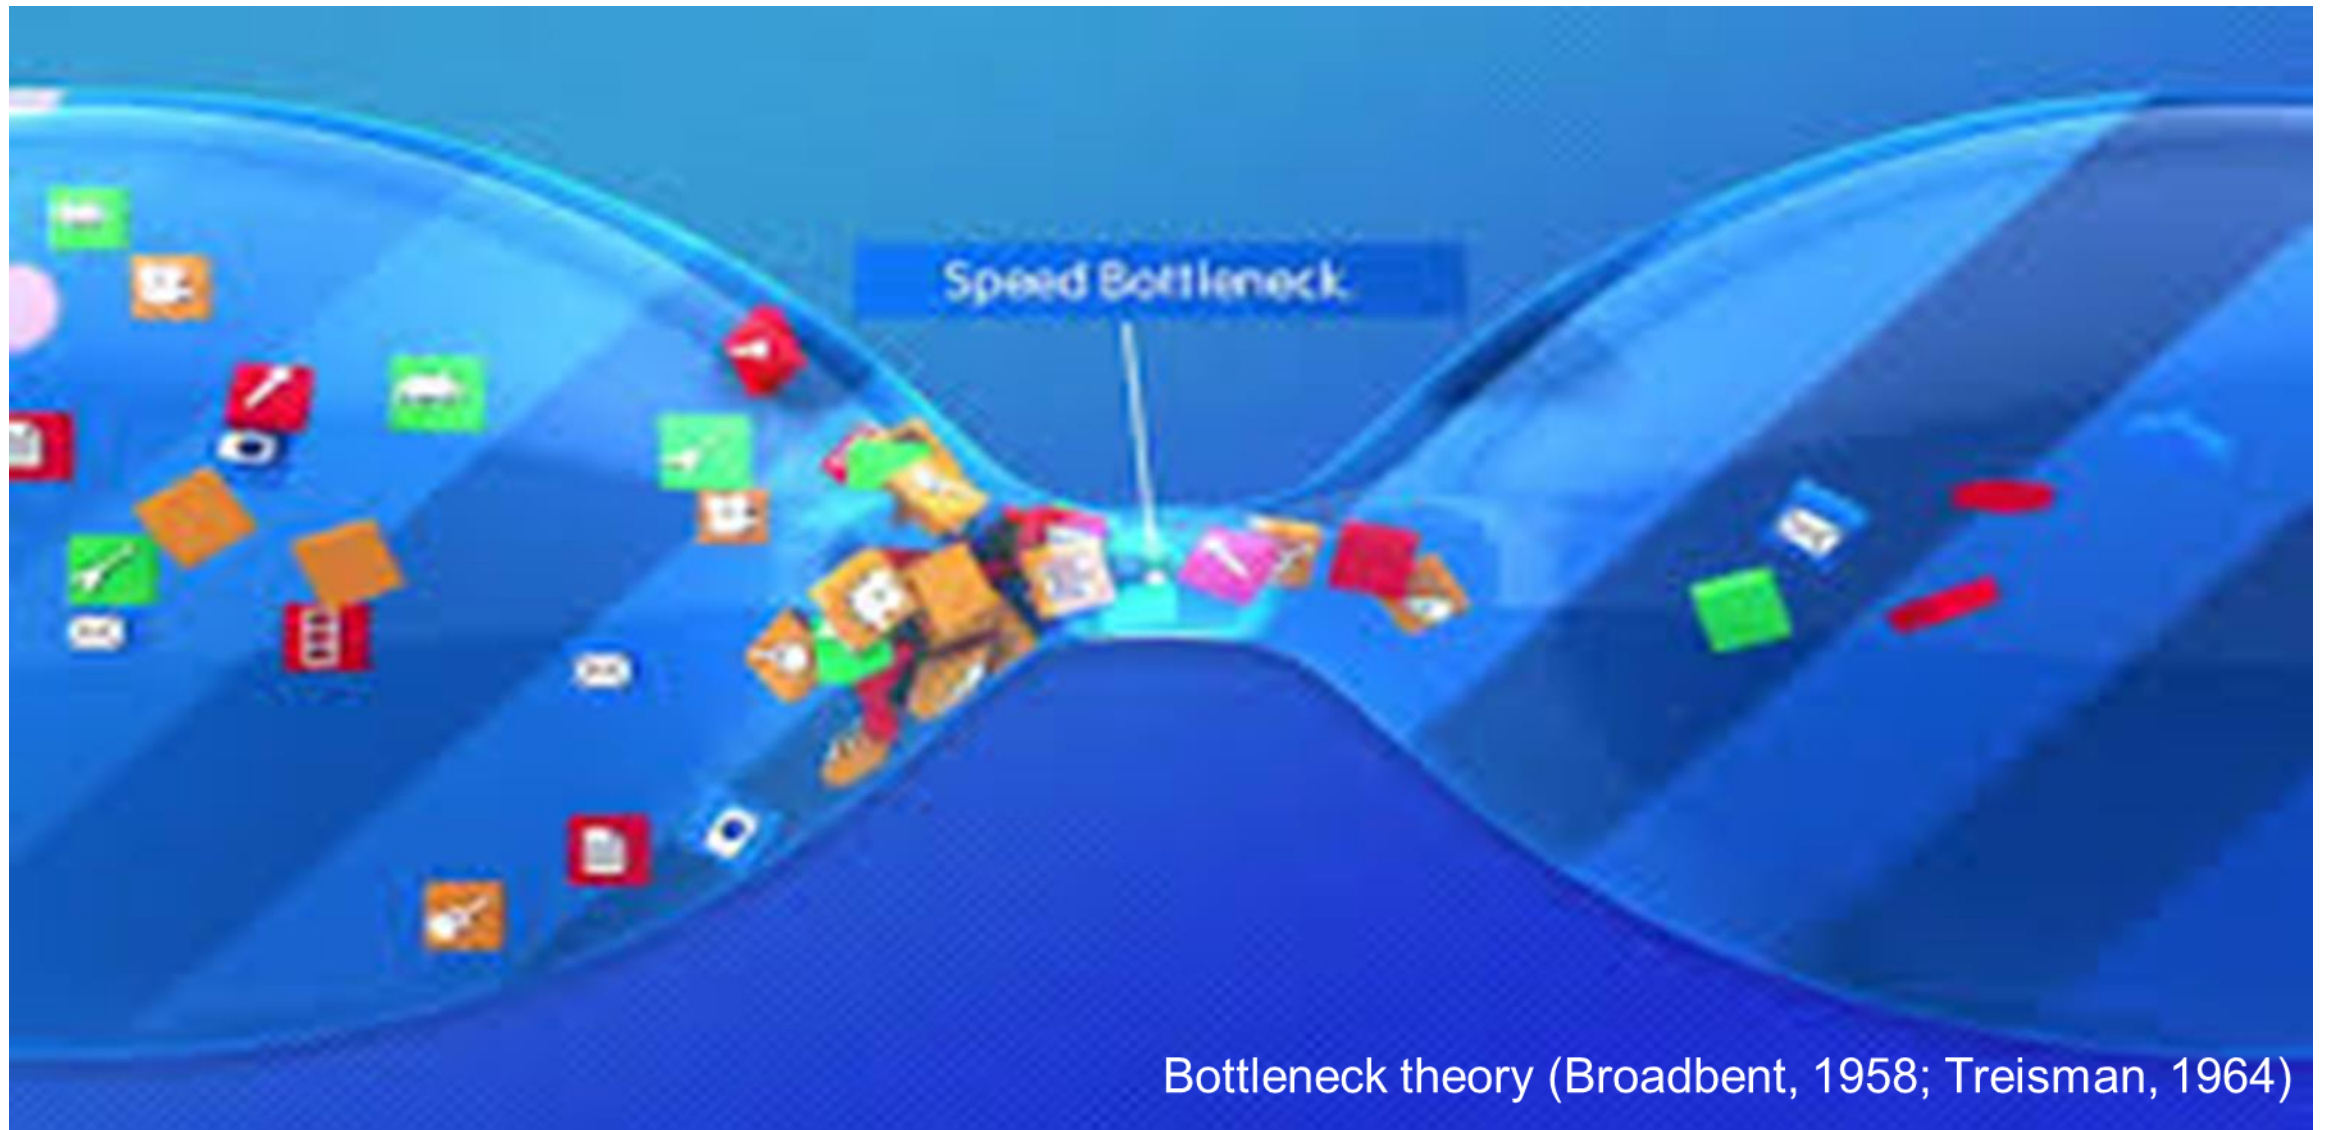 Speed Bottleneck
Bottleneck theory (Broadbent, 1958; Treisman, 1964)